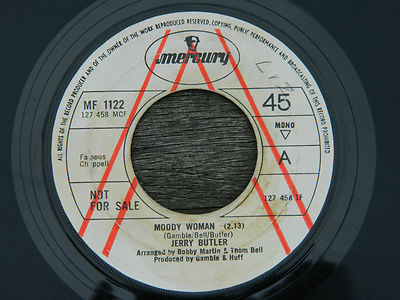 ALL RIGHTS OF THE RECORD PRODUCER AND OF THE OWNER OF THE WORK REPRODUCED RESERVED. COPYING, PUBLIC PERFORMANCE AND BROADCASTING OF THIS RECORD PROHIBITED
mercury
MF 1122
127 458 MCF
45
MONO
Famous
Chappell
A
NOT
FOR SALE
127 458 1F
MOODY WOMAN (2.13)
(Gamble/Bell/Butler)
JERRY BUTLER
Arranged by Bobby Martin & Thom Bell
Produced by Gamble & Huff